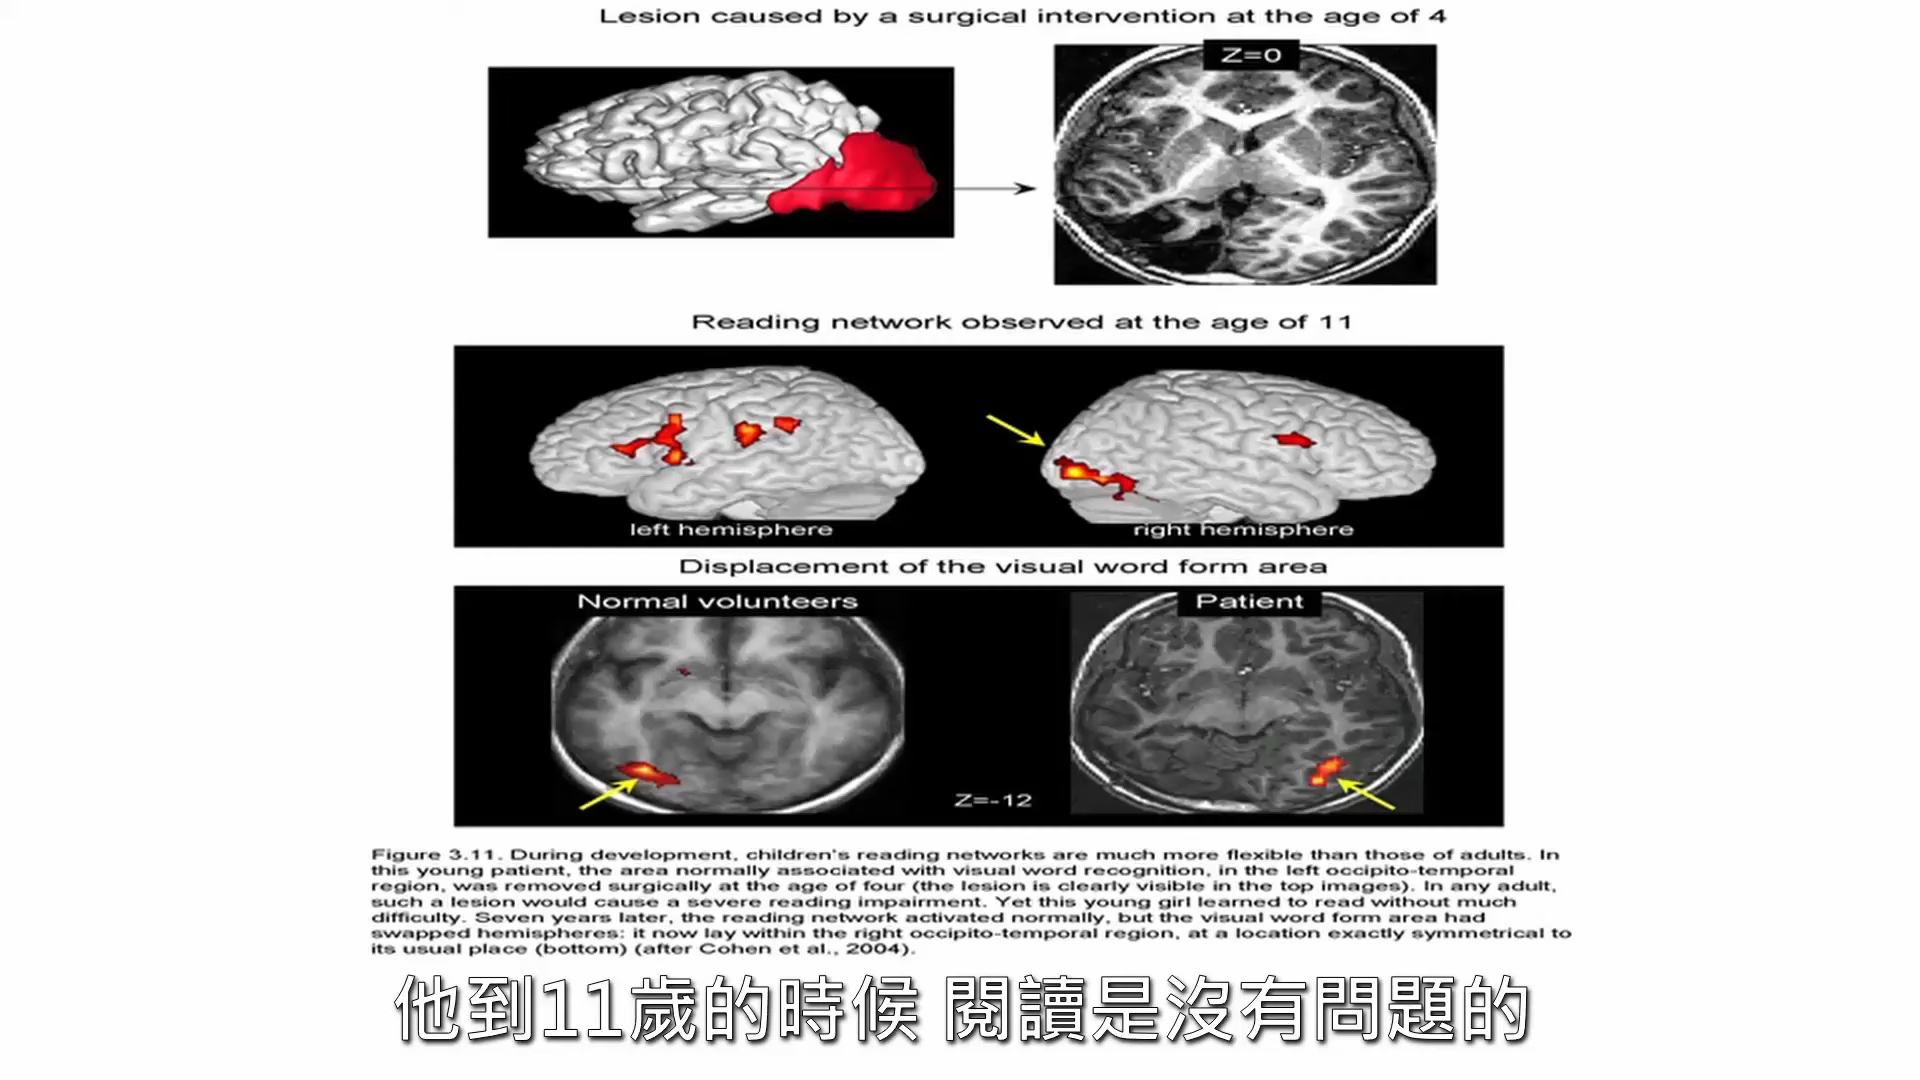 Lesion caused by a surgical intervention at the age of 4
Z=0
Reading network observed at the age of 11
left hemisphere
right hemisphere
Displacement of the visual word form area
Normal volunteers
Patient
Z=-12
Figure 3.11. During development, children's reading networks are much more flexible than those of adults. In
this young patient, the area normally associated with visual word recognition, in the left occipito-temporal
region, was removed surgically at the age of four (the lesion is clearly visible in the top images). In any adult,
such a lesion would cause a severe reading impairment. Yet this young girl learned to read without much
difficulty. Seven years later, the reading network activated normally, but the visual word form area had
swapped hemispheres: it now lay within the right occipito-temporal region, at a location exactly symmetrical to
its usual place (bottom) (after Cohen et al., 2004).
他到11歲的時候 閱讀是沒有問題的